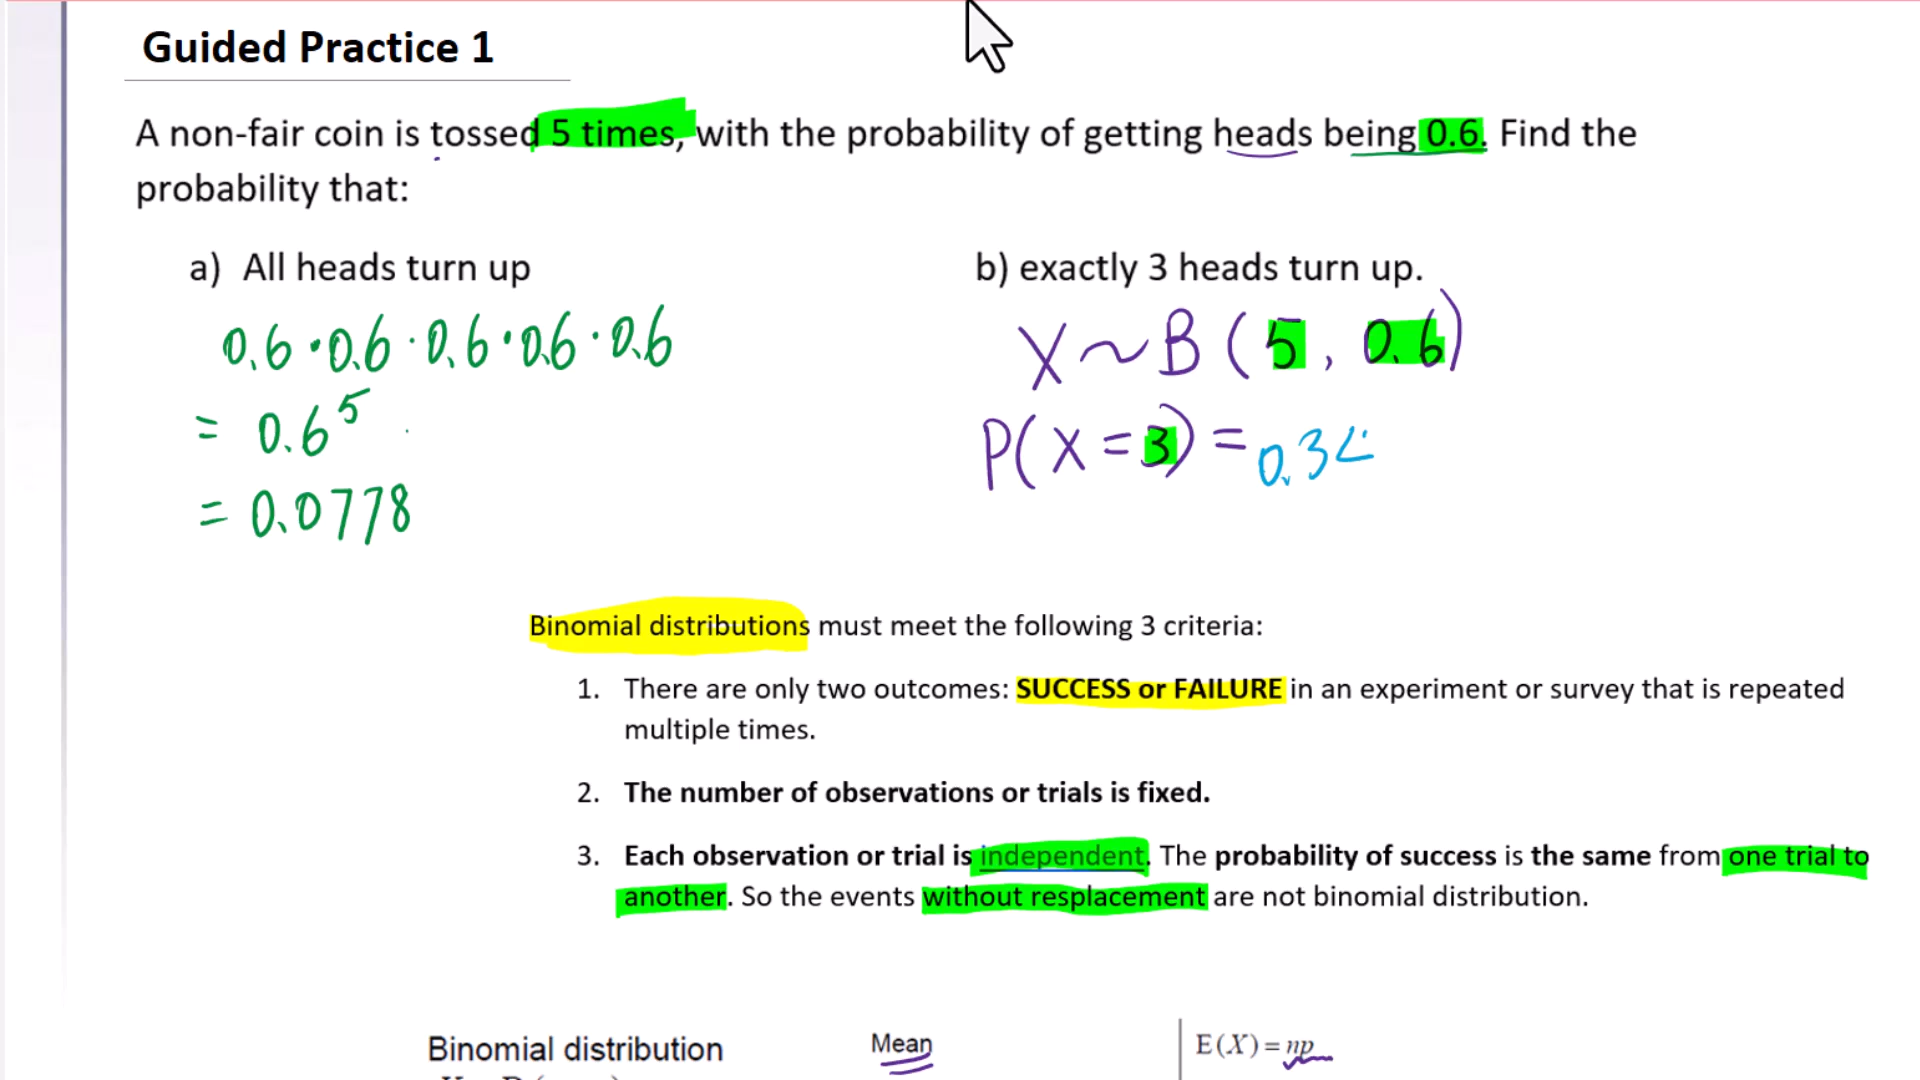 Guided Practice 1
A non-fair coin is tossed 5 times, with the probability of getting heads being 0.6. Find the
probability that:
a) All heads turn up
b) exactly 3 heads turn up.
0.6 · 0.6 · 0.6 · 0.6 · 0.6
= 0.6⁵
= 0.0778
X ~ B (5, 0.6)
P(X = 3) = 0.3
Binomial distributions must meet the following 3 criteria:
1. There are only two outcomes: SUCCESS or FAILURE in an experiment or survey that is repeated
multiple times.
2. The number of observations or trials is fixed.
3. Each observation or trial is independent. The probability of success is the same from one trial to
another. So the events without resplacement are not binomial distribution.
Binomial distribution
Mean
E(X) = np